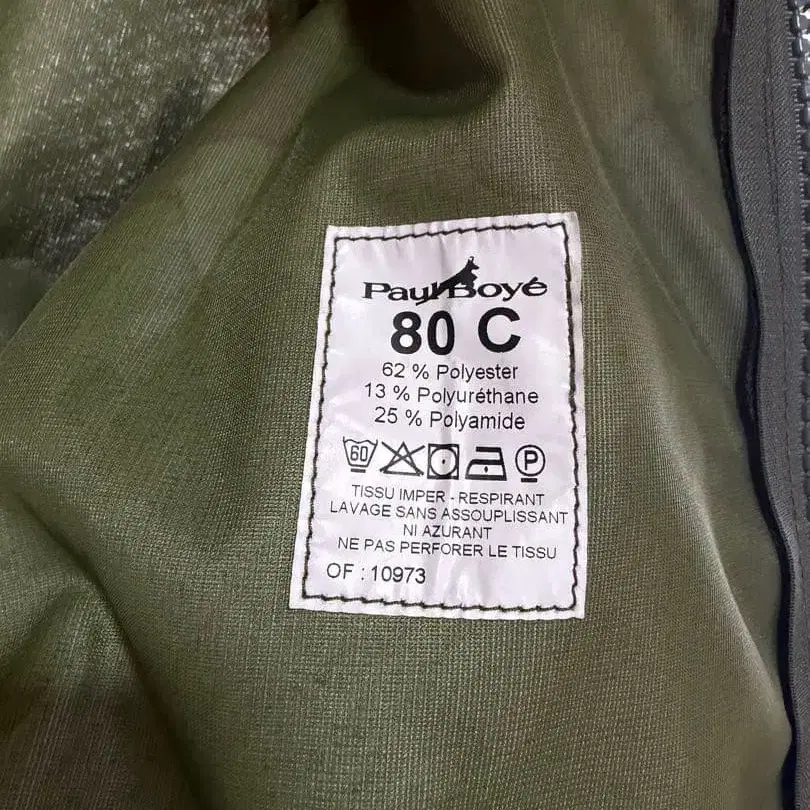 Paul Boyé
80 C
62 % Polyester
13 % Polyuréthane
25 % Polyamide
60 P
TISSU IMPER - RESPIRANT
LAVAGE SANS ASSOUPLISSANT
NI AZURANT
NE PAS PERFORER LE TISSU
OF : 10973